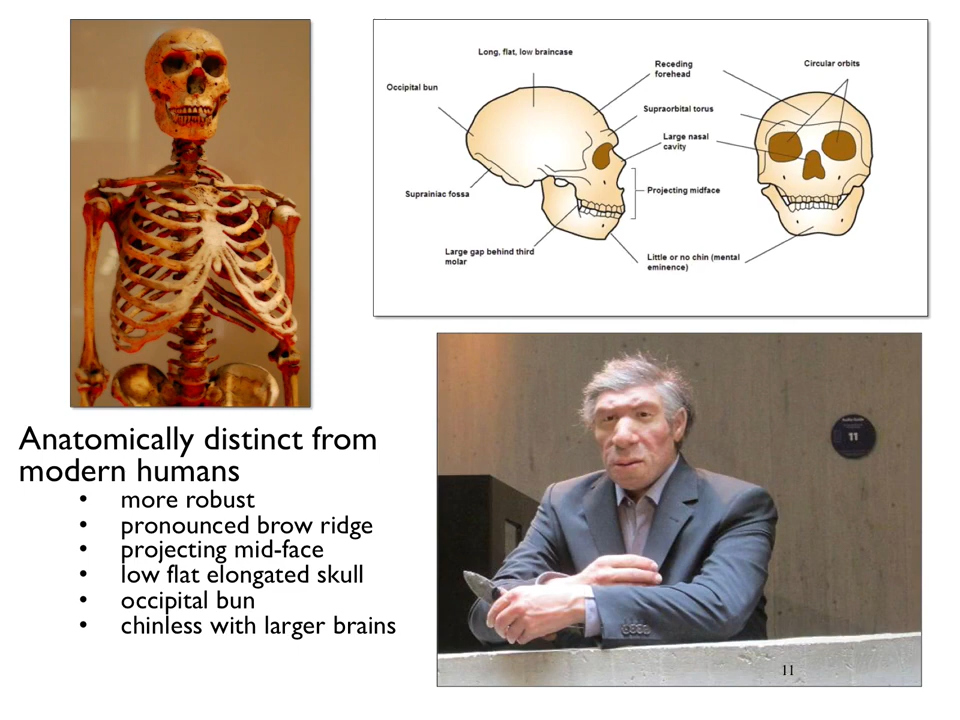 Long, flat, low braincase
Receding
forehead
Circular orbits
Occipital bun
Supraorbital torus
Large nasal
cavity
Suprainiac fossa
Projecting midface
Large gap behind third
molar
Little or no chin (mental
eminence)
Anatomically distinct from
modern humans
• more robust
• pronounced brow ridge
• projecting mid-face
• low flat elongated skull
• occipital bun
• chinless with larger brains
11
11